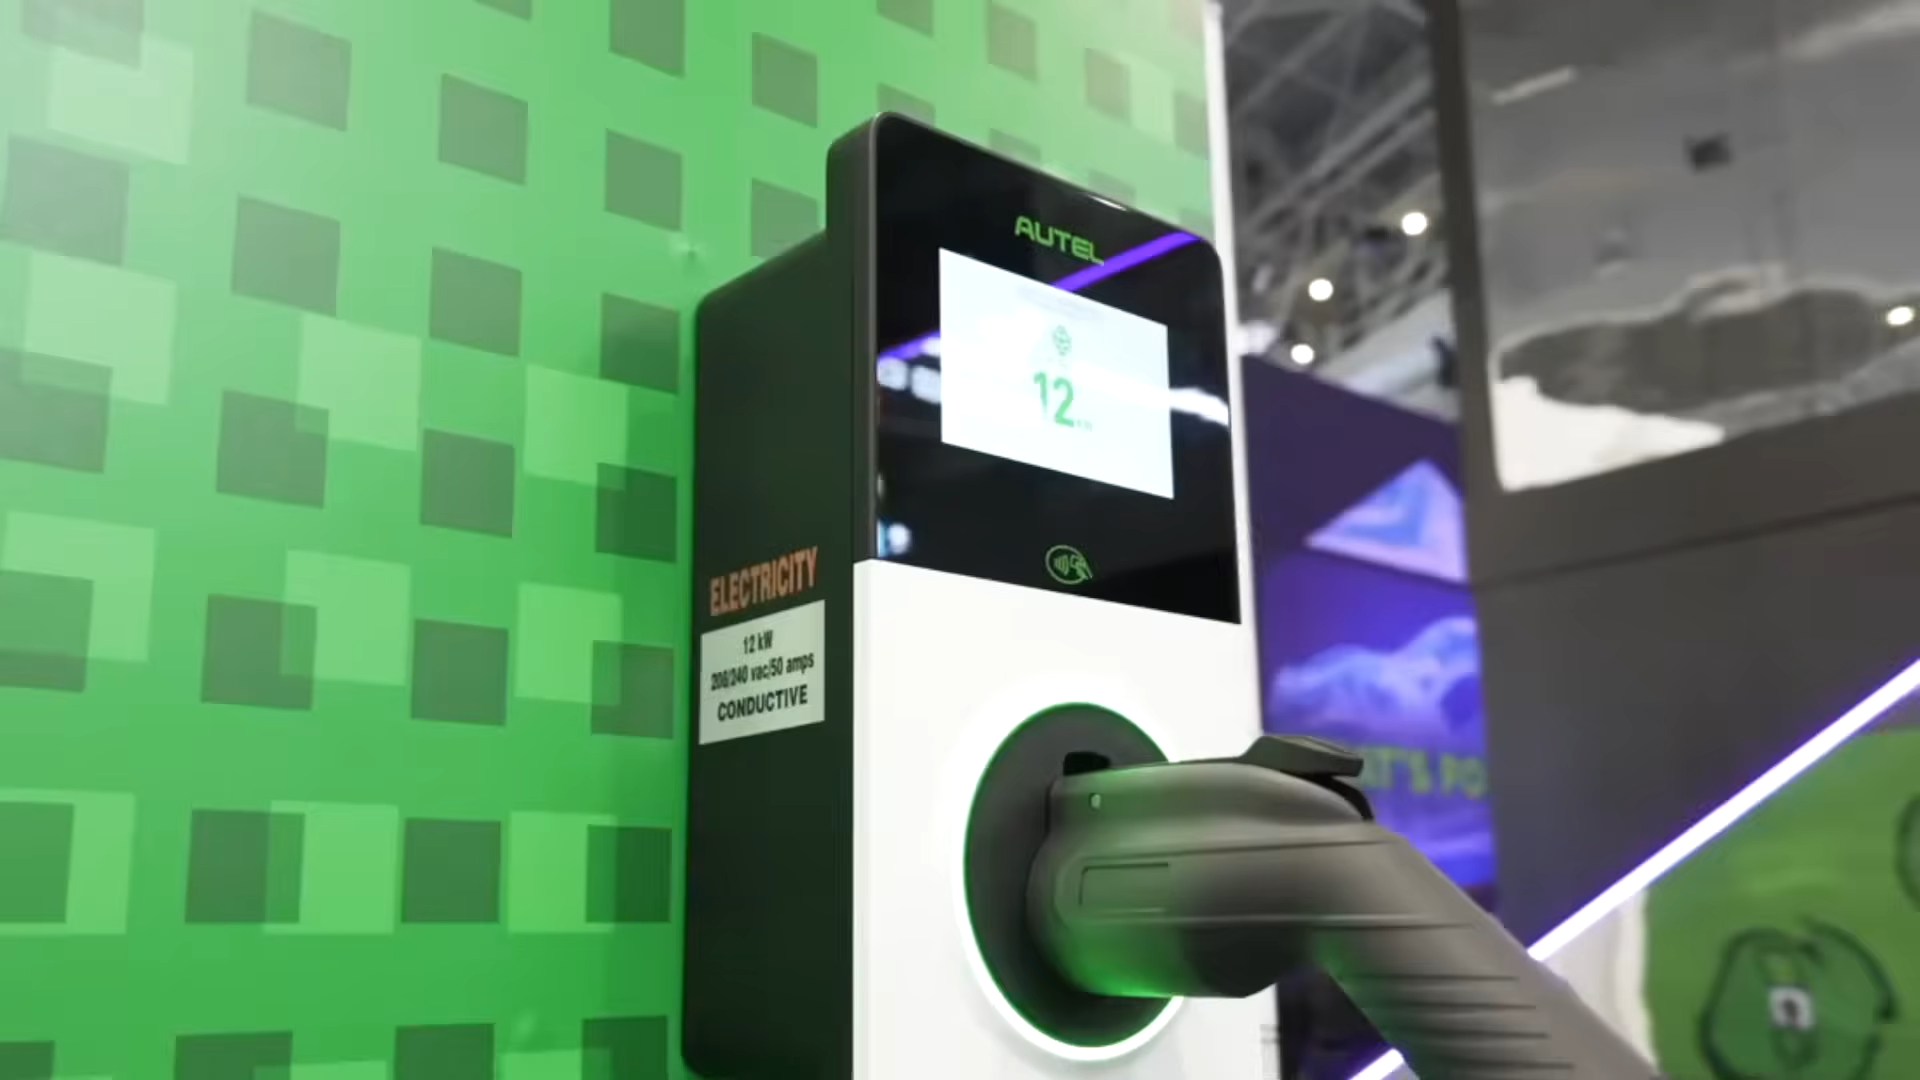 AUTEL
12
ELECTRICITY
12 kW
208/240 vac/50 amps
CONDUCTIVE